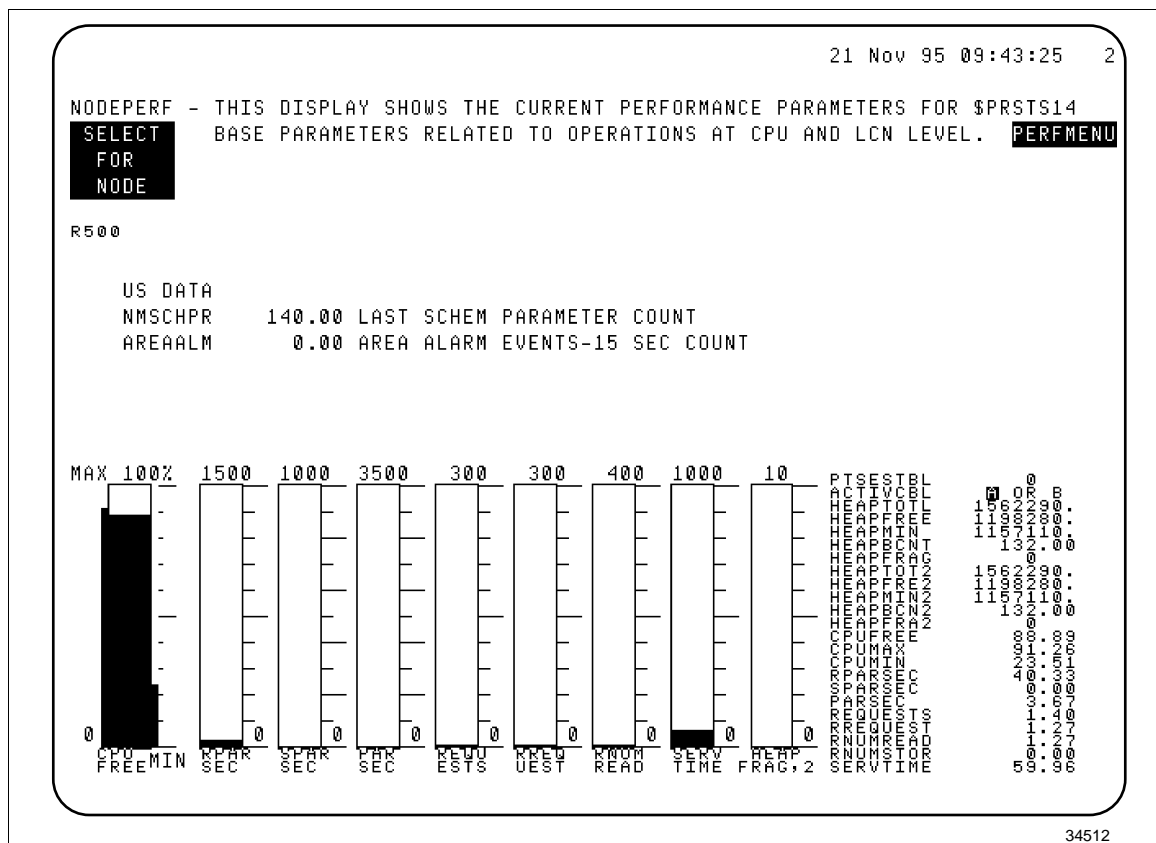 21 Nov 95 09:43:25 2
NODEPERF - THIS DISPLAY SHOWS THE CURRENT PERFORMANCE PARAMETERS FOR $PRSTS14
SELECT BASE PARAMETERS RELATED TO OPERATIONS AT CPU AND LCN LEVEL. PERFMENU
FOR
NODE
R500
US DATA
NMSCHPR 140.00 LAST SCHEM PARAMETER COUNT
AREAALM 0.00 AREA ALARM EVENTS-15 SEC COUNT
MAX 100% 1500 1000 3500 300 300 400 1000 10
PTSESTBL 0
ACTIVCBL A OR B
HEAPTOTL 1562290.
HEAPFREE 1198280.
HEAPMIN 1157110.
HEAPBCNT 132.00
HEAPFRAG 0
HEAPTOT2 1562290.
HEAPFRE2 1198280.
HEAPMIN2 1157110.
HEAPBCN2 132.00
HEAPFRA2 0
CPUFREE 88.89
CPUMAX 91.26
CPUMIN 23.51
RPARSEC 40.33
SPARSEC 0.00
PARSEC 3.67
REQUESTS 1.40
RREQUEST 1.27
RNUMREAD 1.27
RNUMSTOR 0.00
SERVTIME 59.96
0 0 0 0 0 0 0 0 0
CPU FREE MIN
RPAR SEC
SPAR SEC
PAR SEC
REQU ESTS
RREQ UEST
RNUM READ
SERV TIME
HEAP FRAG,2
34512